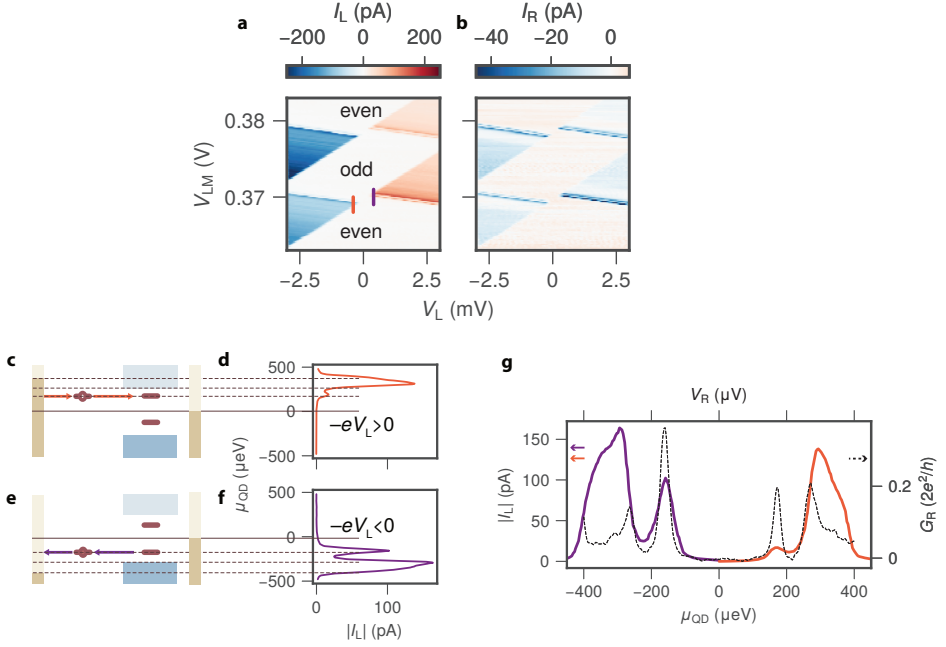 a
I_L (pA)
−200 0 200
b
I_R (pA)
−40 −20 0
V_LM (V)
0.38
0.37
even
odd
even
−2.5 0 2.5
−2.5 0 2.5
V_L (mV)
c
d
500
0
−500
−eV_L>0
μ_QD (μeV)
e
f
500
0
−500
−eV_L<0
0 100
|I_L| (pA)
g
V_R (μV)
|I_L| (pA)
150
100
50
0
G_R (2e²/h)
0.2
0
−400 −200 0 200 400
μ_QD (μeV)